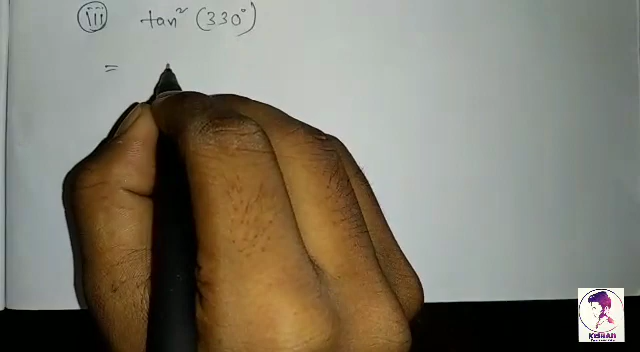 (iii) tan² (330°)
=